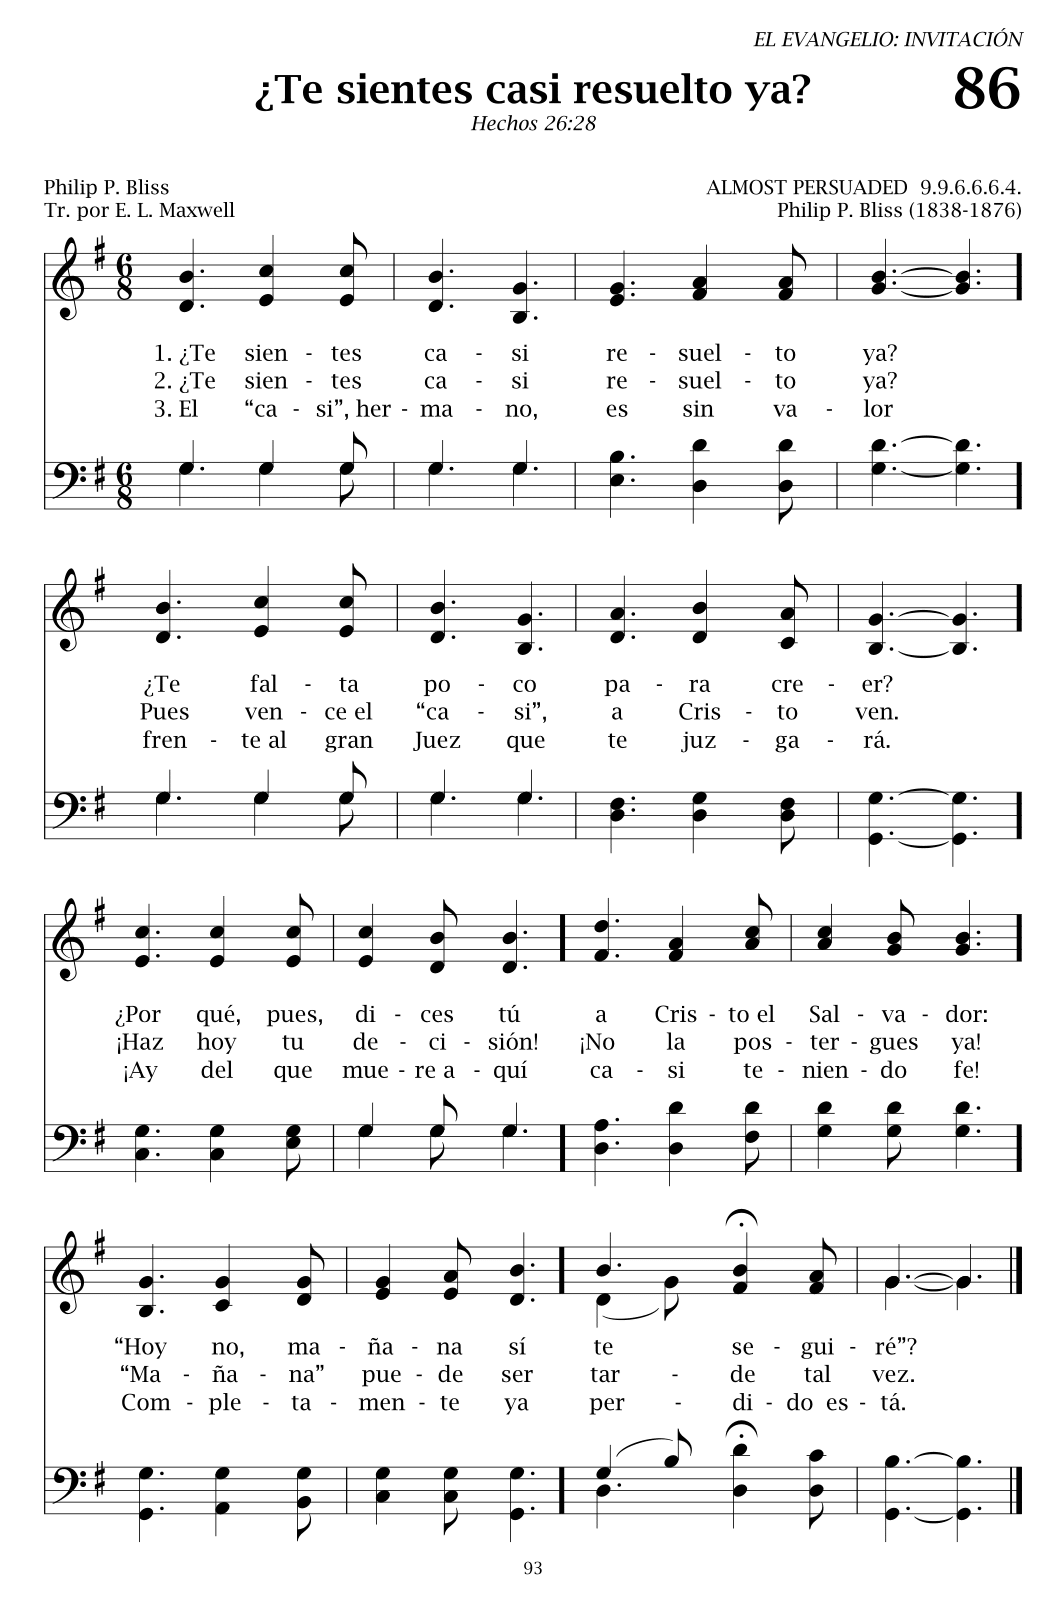 EL EVANGELIO: INVITACIÓN
¿Te sientes casi resuelto ya? 86
Hechos 26:28
Philip P. Bliss ALMOST PERSUADED 9.9.6.6.6.4.
Tr. por E. L. Maxwell Philip P. Bliss (1838-1876)
1. ¿Te sien - tes ca - si re - suel - to ya?
2. ¿Te sien - tes ca - si re - suel - to ya?
3. El “ca - si”, her - ma - no, es sin va - lor
¿Te fal - ta po - co pa - ra cre - er?
Pues ven - ce el “ca - si”, a Cris - to ven.
fren - te al gran Juez que te juz - ga - rá.
¿Por qué, pues, di - ces tú a Cris - to el Sal - va - dor:
¡Haz hoy tu de - ci - sión! ¡No la pos - ter - gues ya!
¡Ay del que mue - re a - quí ca - si te - nien - do fe!
“Hoy no, ma - ña - na sí te se - gui - ré”?
“Ma - ña - na” pue - de ser tar - de tal vez.
Com - ple - ta - men - te ya per - di - do es - tá.
93